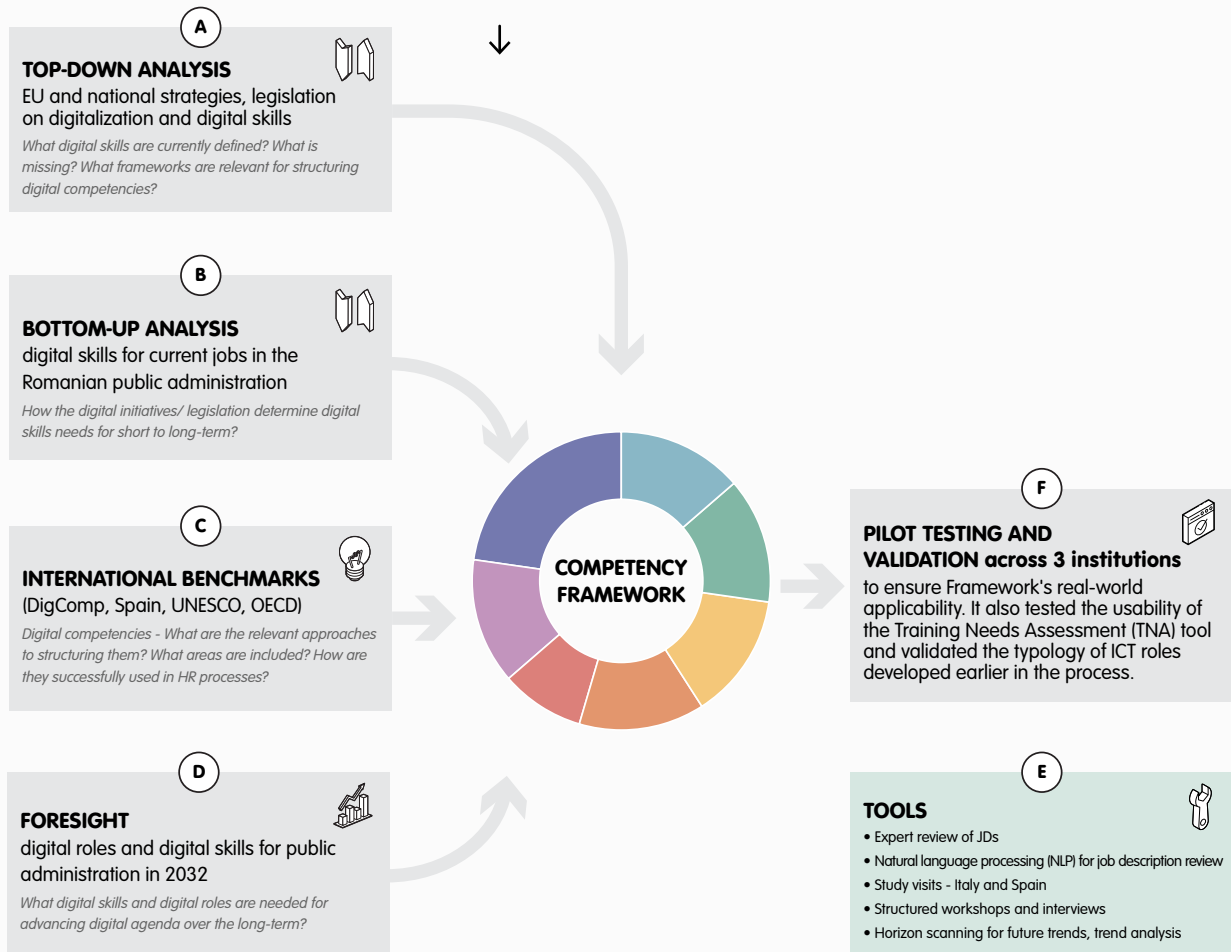 A
TOP-DOWN ANALYSIS
EU and national strategies, legislation
on digitalization and digital skills
What digital skills are currently defined? What is
missing? What frameworks are relevant for structuring
digital competencies?
B
BOTTOM-UP ANALYSIS
digital skills for current jobs in the
Romanian public administration
How the digital initiatives/ legislation determine digital
skills needs for short to long-term?
C
INTERNATIONAL BENCHMARKS
(DigComp, Spain, UNESCO, OECD)
Digital competencies - What are the relevant approaches
to structuring them? What areas are included? How are
they successfully used in HR processes?
D
FORESIGHT
digital roles and digital skills for public
administration in 2032
What digital skills and digital roles are needed for
advancing digital agenda over the long-term?
COMPETENCY
FRAMEWORK
F
PILOT TESTING AND
VALIDATION across 3 institutions
to ensure Framework's real-world
applicability. It also tested the usability of
the Training Needs Assessment (TNA) tool
and validated the typology of ICT roles
developed earlier in the process.
E
TOOLS
• Expert review of JDs
• Natural language processing (NLP) for job description review
• Study visits - Italy and Spain
• Structured workshops and interviews
• Horizon scanning for future trends, trend analysis